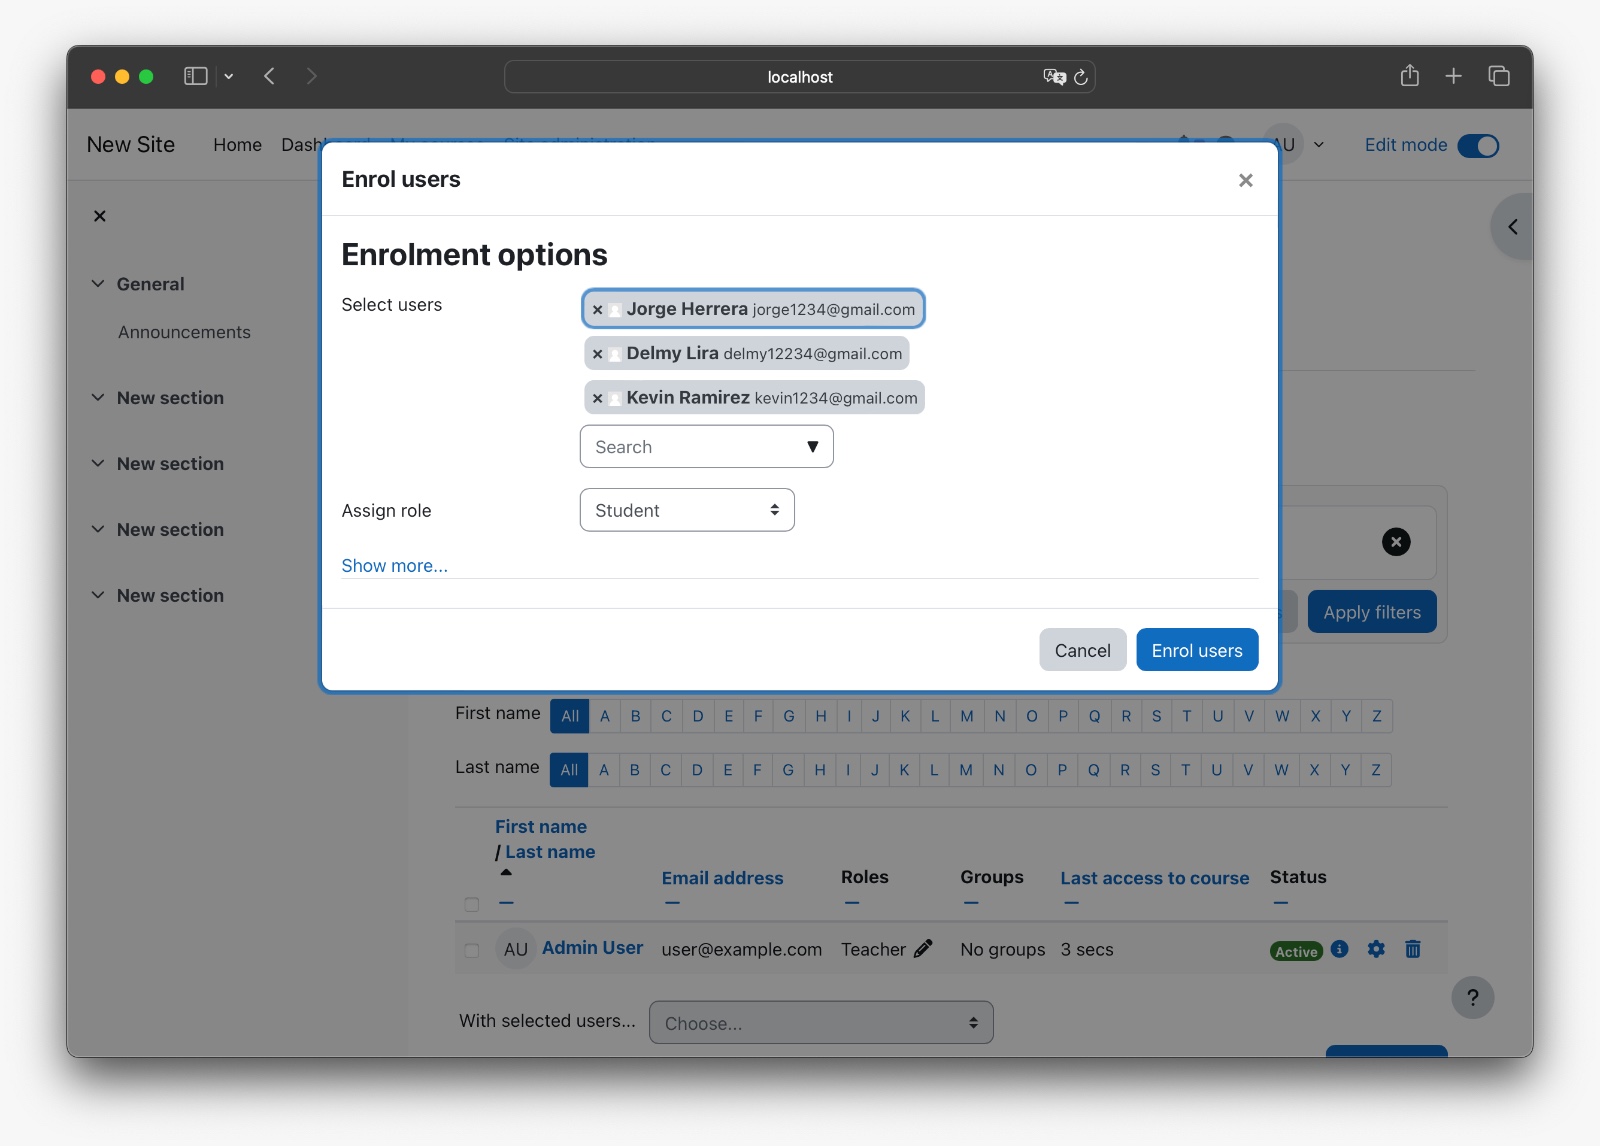 localhost
New Site Home AU Edit mode
Enrol users
Enrolment options
General
Select users
Jorge Herrera jorge1234@gmail.com
Announcements
Delmy Lira delmy12234@gmail.com
New section
Kevin Ramirez kevin1234@gmail.com
Search
New section
Assign role Student
New section
Show more...
New section
Apply filters
Cancel Enrol users
First name All A B C D E F G H I J K L M N O P Q R S T U V W X Y Z
Last name All A B C D E F G H I J K L M N O P Q R S T U V W X Y Z
First name
/ Last name
Email address Roles Groups Last access to course Status
AU Admin User user@example.com Teacher No groups 3 secs Active
With selected users... Choose...
?